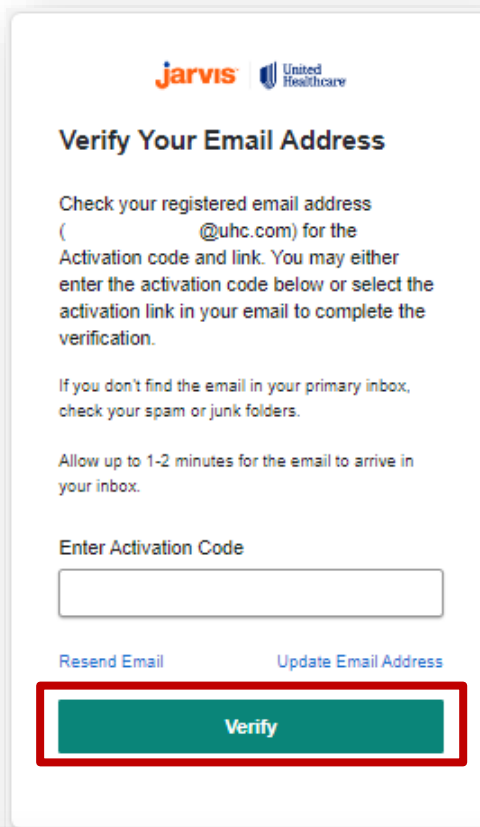 jarvis United
Healthcare
Verify Your Email Address
Check your registered email address
( @uhc.com) for the
Activation code and link. You may either
enter the activation code below or select the
activation link in your email to complete the
verification.
If you don't find the email in your primary inbox,
check your spam or junk folders.
Allow up to 1-2 minutes for the email to arrive in
your inbox.
Enter Activation Code
Resend Email Update Email Address
Verify